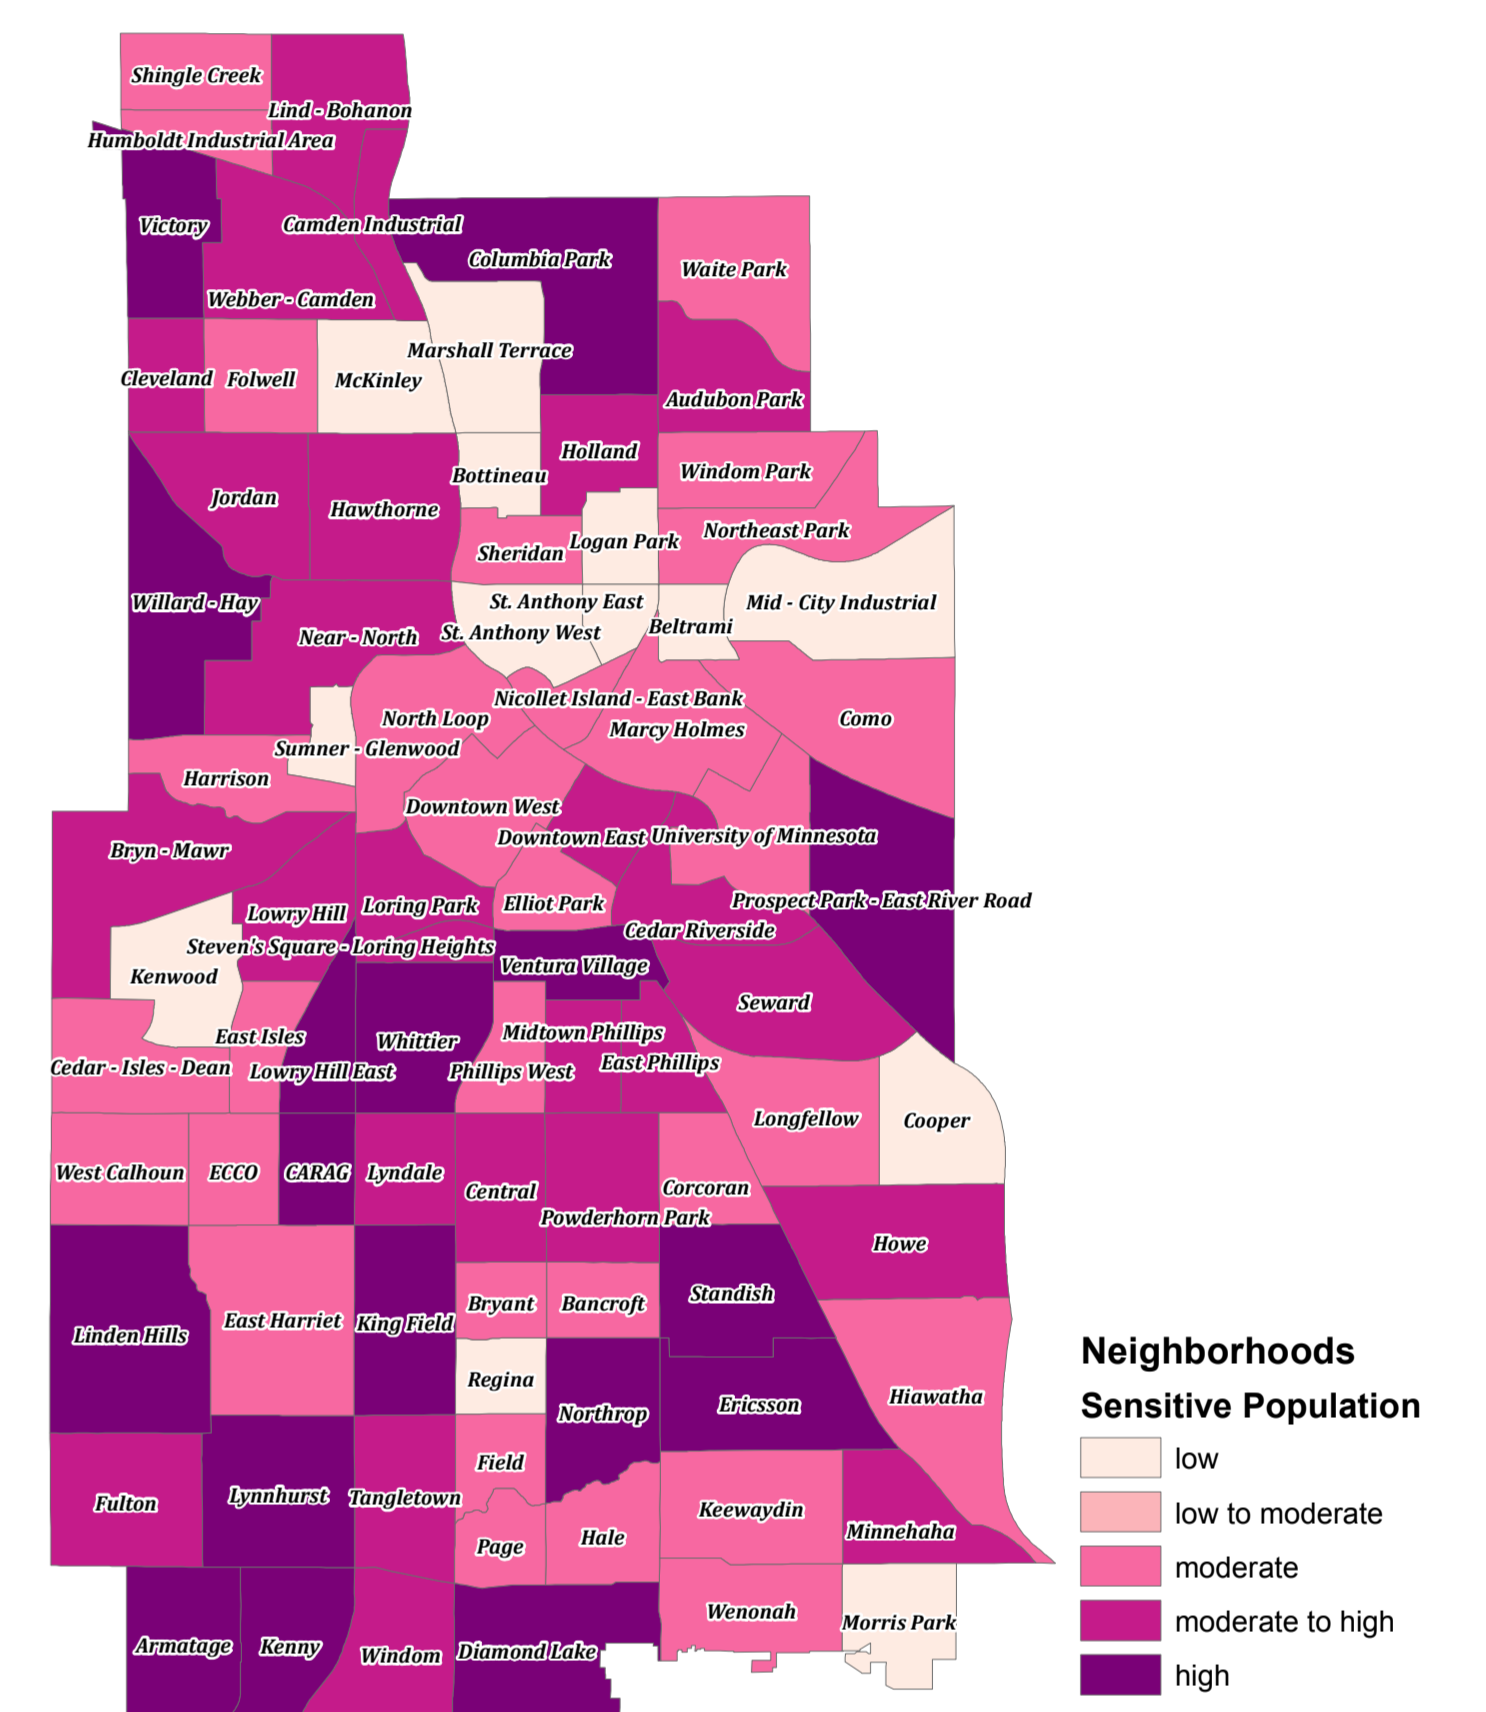 Shingle Creek
Lind - Bohanon
Humboldt Industrial Area
Victory
Camden Industrial
Columbia Park
Waite Park
Webber - Camden
Marshall Terrace
Cleveland
Folwell
McKinley
Audubon Park
Holland
Bottineau
Windom Park
Jordan
Hawthorne
Northeast Park
Logan Park
Sheridan
Willard - Hay
St. Anthony East
Mid - City Industrial
Near - North
St. Anthony West
Beltrami
Nicollet Island - East Bank
North Loop
Como
Marcy Holmes
Sumner - Glenwood
Harrison
Downtown West
Downtown East
University of Minnesota
Bryn - Mawr
Prospect Park - East River Road
Elliot Park
Loring Park
Lowry Hill
Cedar Riverside
Steven's Square - Loring Heights
Ventura Village
Kenwood
Seward
Midtown Phillips
East Isles
Whittier
East Phillips
Cedar - Isles - Dean
Lowry Hill East
Phillips West
Longfellow
Cooper
West Calhoun
ECCO
CARAG
Lyndale
Central
Corcoran
Powderhorn Park
Howe
Standish
Bryant
Bancroft
East Harriet
King Field
Linden Hills
Regina
Hiawatha
Ericsson
Northrop
Field
Lynnhurst
Tangletown
Fulton
Keewaydin
Minnehaha
Hale
Page
Wenonah
Morris Park
Armatage
Kenny
Windom
Diamond Lake
Neighborhoods
Sensitive Population
low
low to moderate
moderate
moderate to high
high